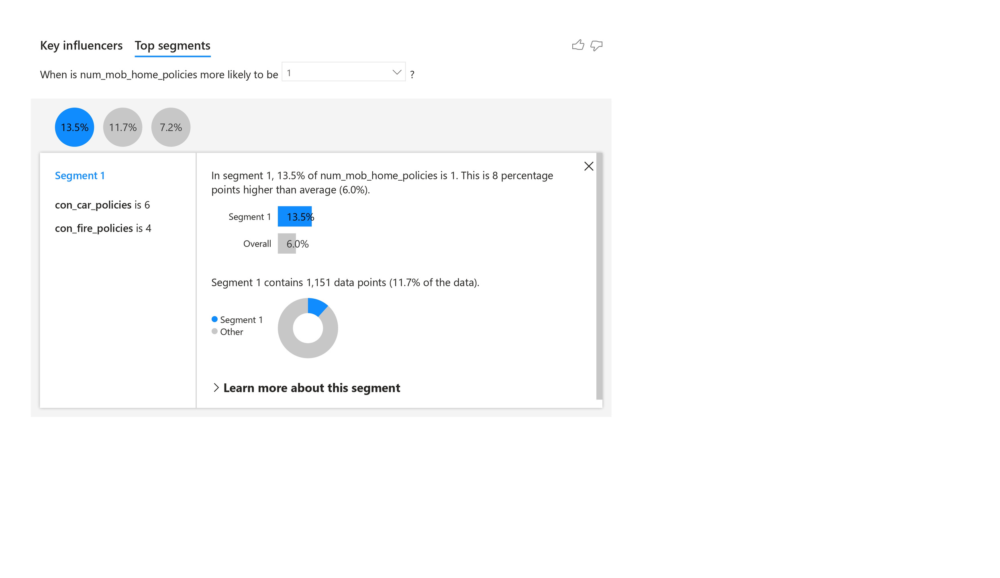 Key influencers Top segments
When is num_mob_home_policies more likely to be 1 ?
13.5% 11.7% 7.2%
Segment 1
con_car_policies is 6
con_fire_policies is 4
In segment 1, 13.5% of num_mob_home_policies is 1. This is 8 percentage
points higher than average (6.0%).
Segment 1 13.5%
Overall 6.0%
Segment 1 contains 1,151 data points (11.7% of the data).
Segment 1
Other
Learn more about this segment